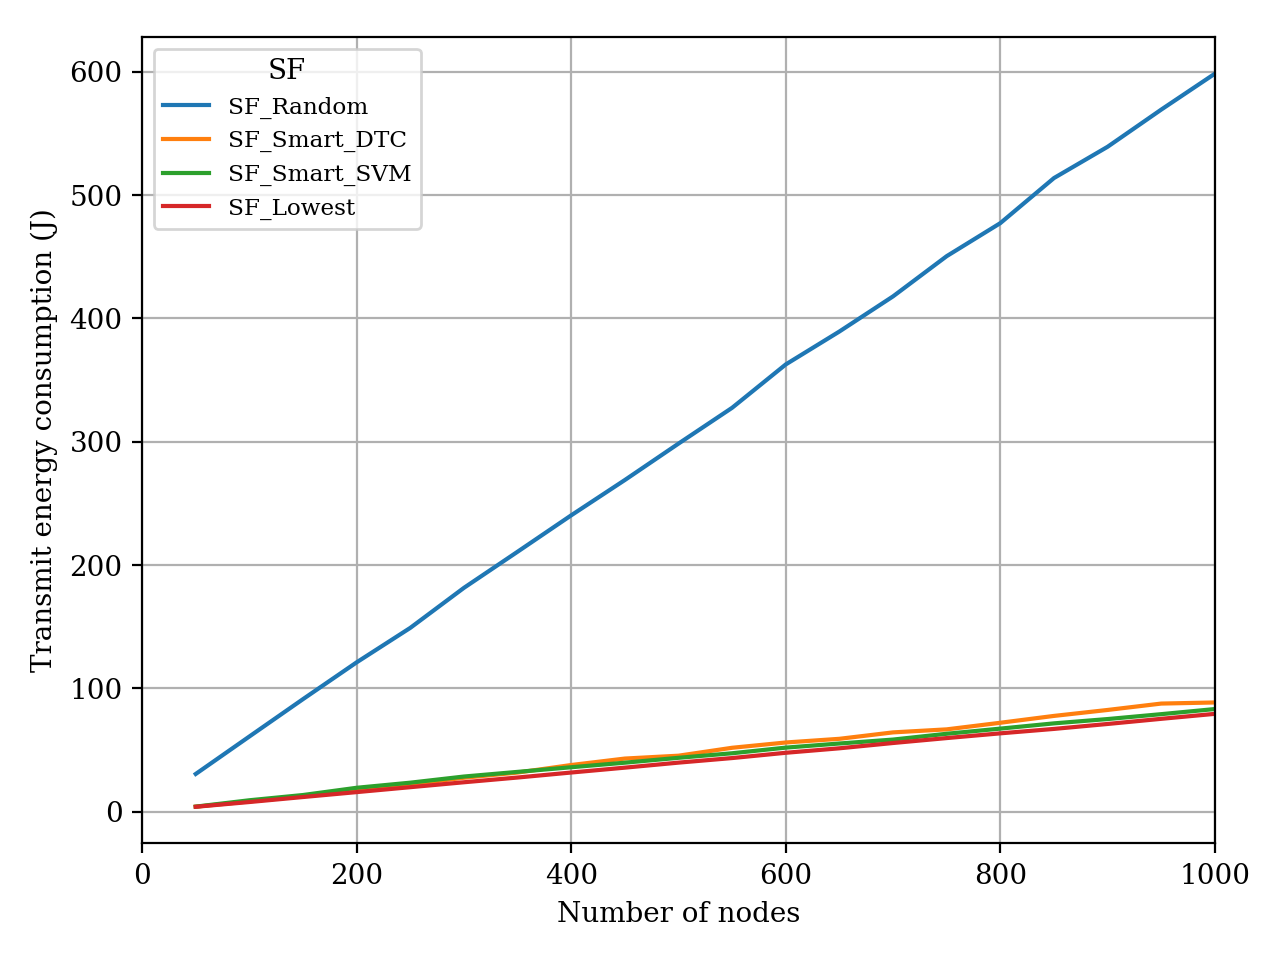 SF
SF_Random
SF_Smart_DTC
SF_Smart_SVM
SF_Lowest
Transmit energy consumption (J)
600
500
400
300
200
100
0
0 200 400 600 800 1000
Number of nodes